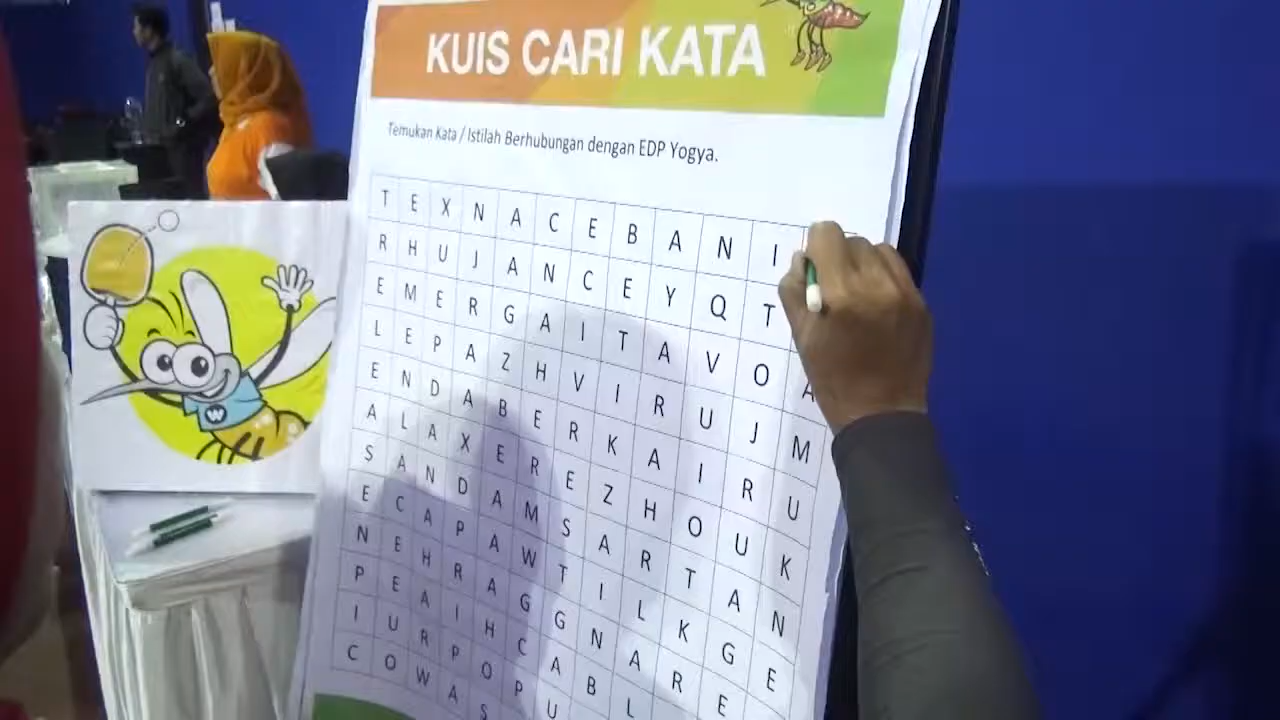 KUIS CARI KATA
Temukan Kata / Istilah Berhubungan dengan EDP Yogya.
T E X N A C E B A N I
R H U J A N C E Y Q T
E M E R G A I T A V O A
L E P A Z H V I R U J M
E N D A B E R K A I R U
A L A X E R E Z H O U K
S A N D A M S A R T A N
E C A P A W T I L K G E
N E H R A G G N A R E
P E A I H C A B L
I U R P O P U
C O W A S
W